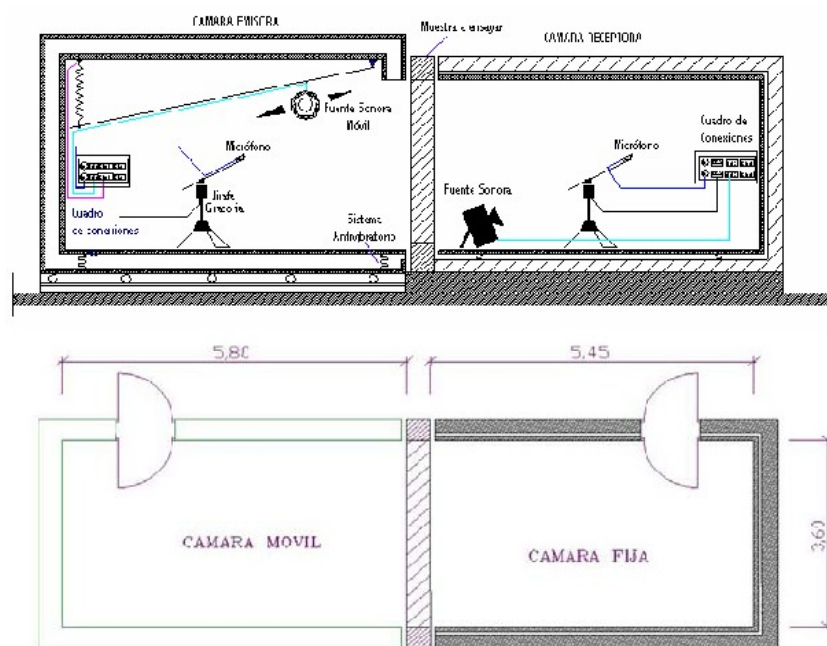 CAMARA EMISORA
Muestra a ensayar
CAMARA RECEPTORA
Fuente Sonora
Móvil
Micrófono
Cuadro
de conexiones
Jirafa
Giratoria
Sistema
Antivibratorio
Micrófono
Cuadro de
Conexiones
Fuente Sonora
5,80
5,45
CAMARA MOVIL
CAMARA FIJA
3,60